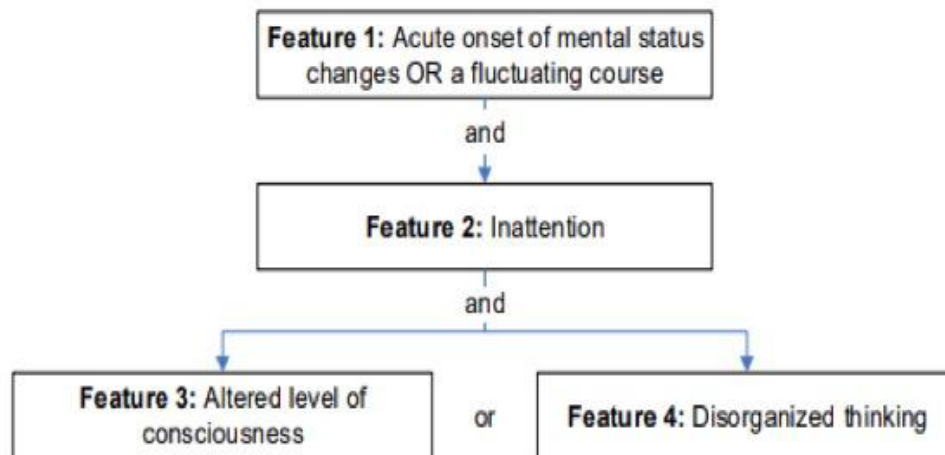 Feature 1: Acute onset of mental status
changes OR a fluctuating course
and
Feature 2: Inattention
and
Feature 3: Altered level of
consciousness
or
Feature 4: Disorganized thinking